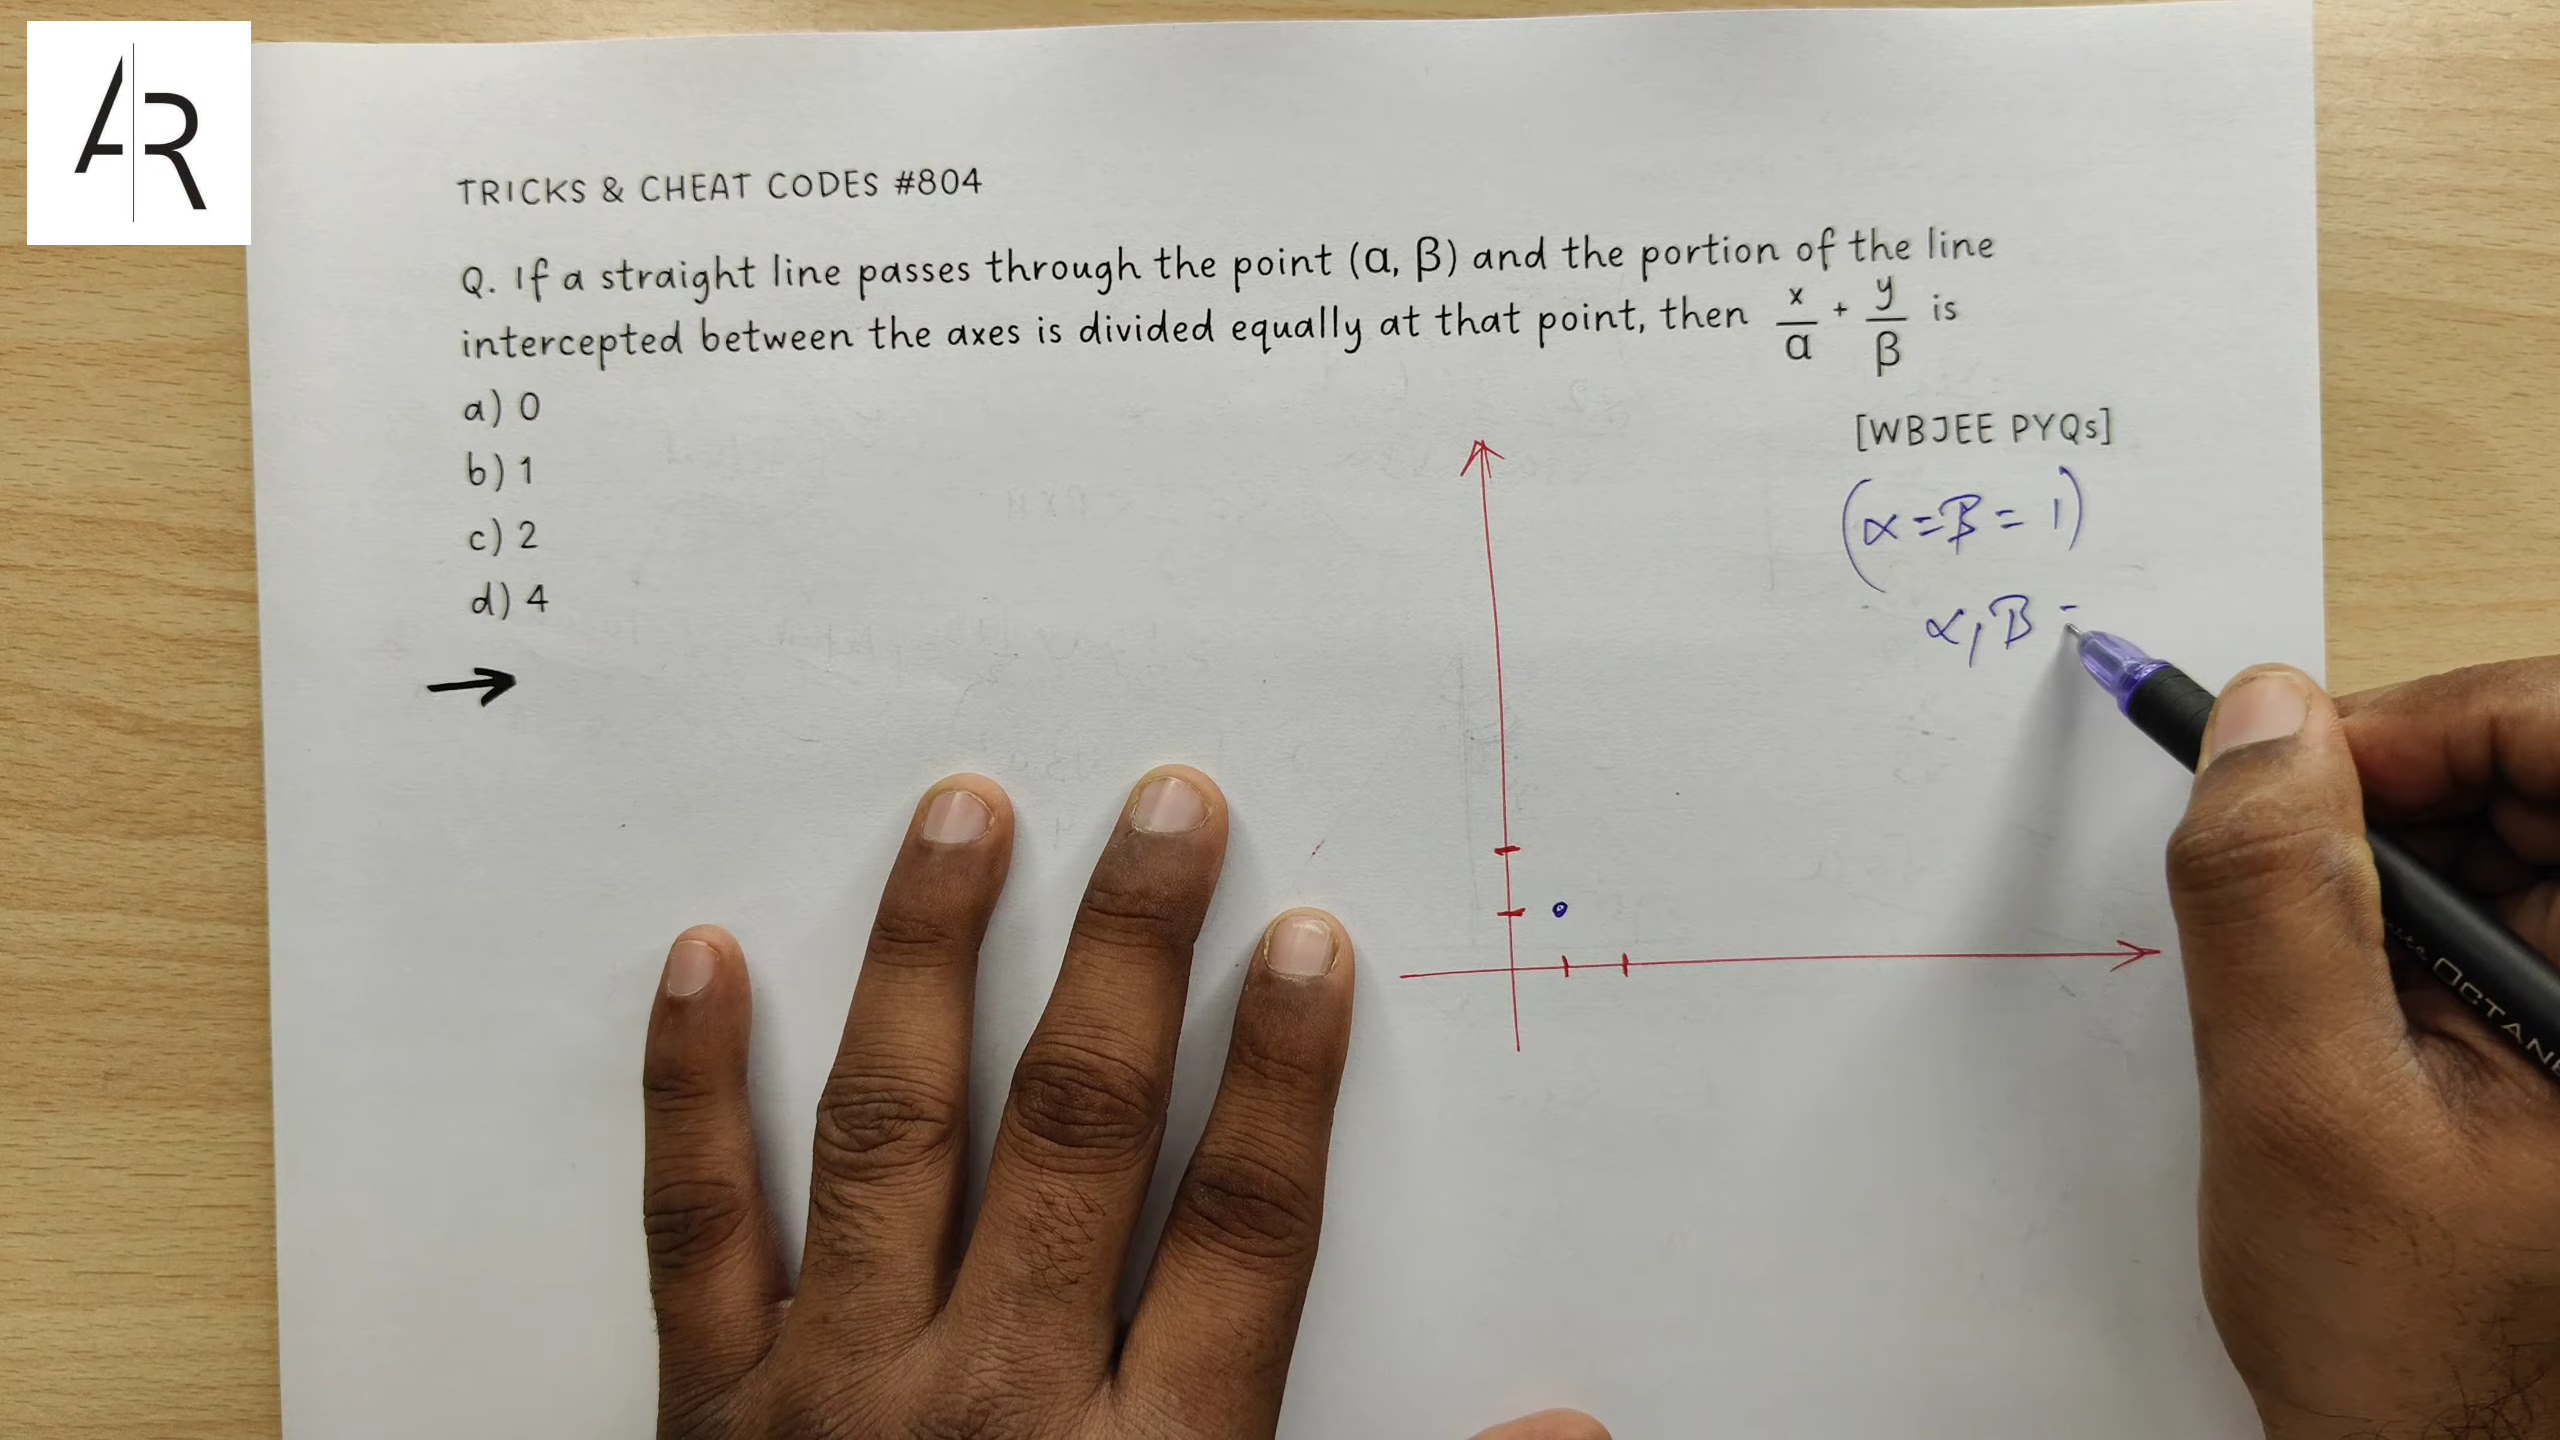 AR
TRICKS & CHEAT CODES #804
Q. If a straight line passes through the point (α, β) and the portion of the line
intercepted between the axes is divided equally at that point, then x/α + y/β is
a) 0
b) 1
c) 2
d) 4
[WBJEE PYQs]
(α = β = 1)
α, β =
OCTANE